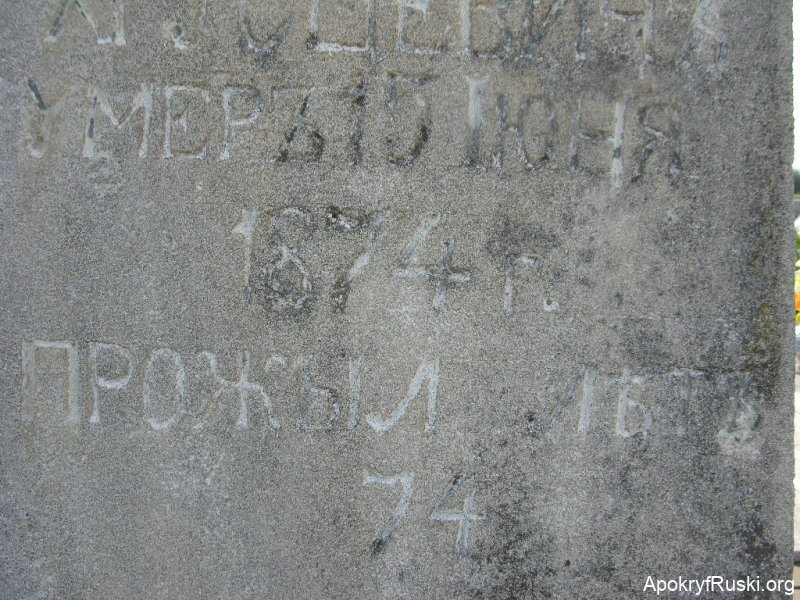 УМЕРЪ 15 ІЮНЯ
1874 г.
ПРОЖЫЛ ЛѢТЪ
74
ApokryfRuski.org